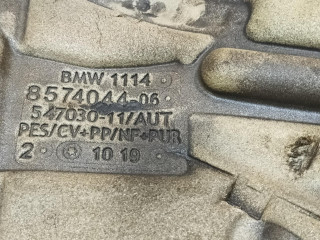 BMW 1114
8574044-06
547030-11/AUT
PES/CV+PP/NF+PUR
2 10 19